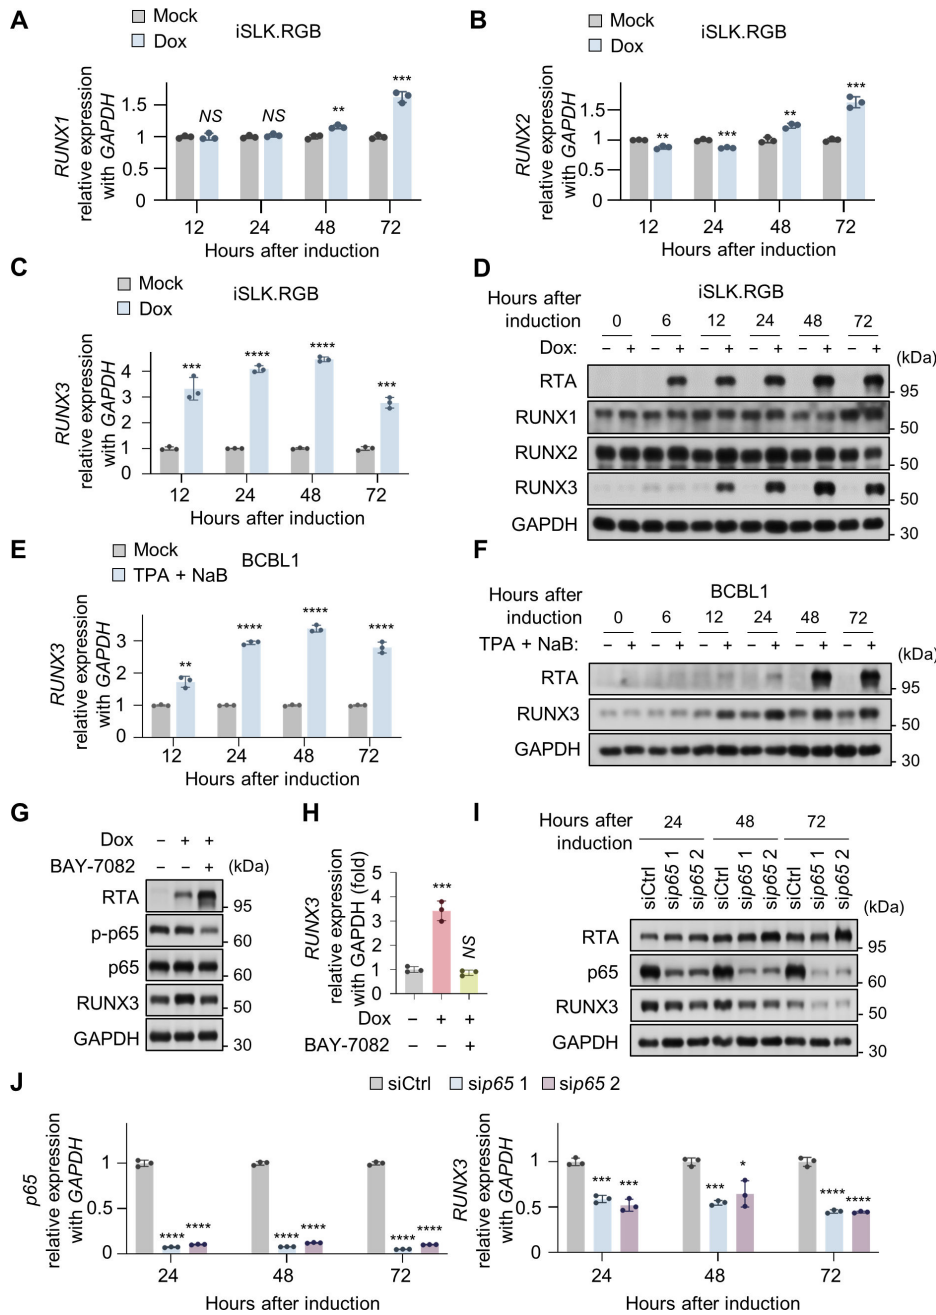 A
Mock
Dox
iSLK.RGB
RUNX1
relative expression
with GAPDH
1.5
1
0.5
0
NS
NS
**
***
12
24
48
72
Hours after induction
B
Mock
Dox
iSLK.RGB
RUNX2
relative expression
with GAPDH
1.5
1
0.5
0
**
***
**
***
12
24
48
72
Hours after induction
C
Mock
Dox
iSLK.RGB
RUNX3
relative expression
with GAPDH
4
3
2
1
0
***
****
****
***
12
24
48
72
Hours after induction
D
iSLK.RGB
Hours after
induction
0 6 12 24 48 72
Dox: – + – + – + – + – + – +
(kDa)
RTA
95
RUNX1
50
RUNX2
50
RUNX3
50
GAPDH
30
E
Mock
TPA + NaB
BCBL1
RUNX3
relative expression
with GAPDH
3
2
1
0
**
****
****
****
12
24
48
72
Hours after induction
F
BCBL1
Hours after
induction
0 6 12 24 48 72
TPA + NaB: – + – + – + – + – + – +
(kDa)
RTA
95
RUNX3
50
GAPDH
30
G
Dox – + +
BAY-7082 – – + (kDa)
RTA
95
p-p65
60
p65
60
RUNX3
50
GAPDH
30
H
RUNX3
relative expression
with GAPDH (fold)
5
4
3
2
1
0
***
NS
Dox – + +
BAY-7082 – – +
I
Hours after
induction
24 48 72
siCtrl sip65 1 sip65 2 siCtrl sip65 1 sip65 2 siCtrl sip65 1 sip65 2
(kDa)
RTA
95
p65
60
RUNX3
50
GAPDH
30
J
siCtrl sip65 1 sip65 2
p65
relative expression
with GAPDH
1
0.5
0
**** ****
**** ****
**** ****
24
48
72
Hours after induction
RUNX3
relative expression
with GAPDH
1
0.5
0
*** ***
*** *
**** ****
24
48
72
Hours after induction